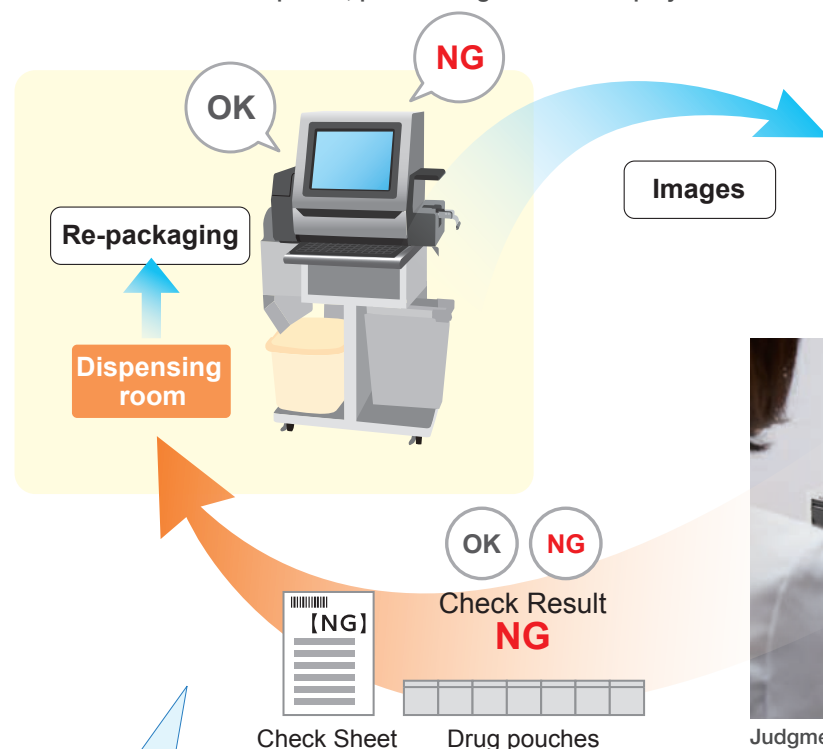 NG
OK
Images
Re-packaging
Dispensing
room
OK
NG
Check Result
NG
【NG】
Check Sheet
Drug pouches